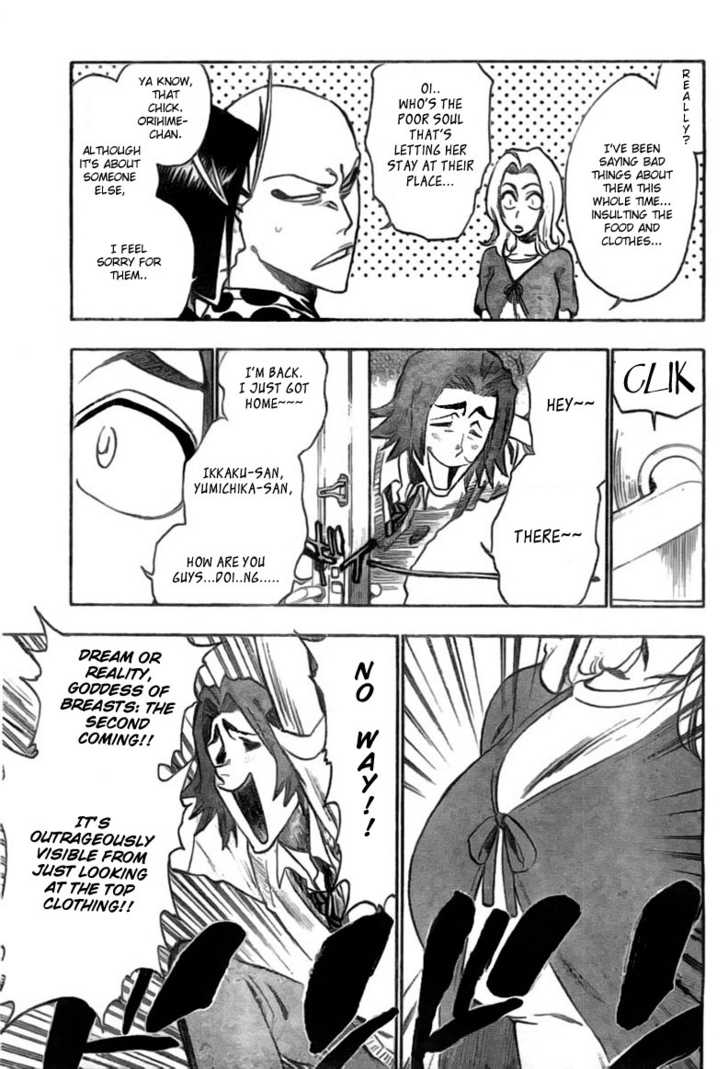 REALLY?
I'VE BEEN
SAYING BAD
THINGS ABOUT
THEM THIS
WHOLE TIME...
INSULTING THE
FOOD AND
CLOTHES...
OI..
WHO'S THE
POOR SOUL
THAT'S
LETTING HER
STAY AT THEIR
PLACE...
YA KNOW,
THAT
CHICK.
ORIHIME-
CHAN.
ALTHOUGH
IT'S ABOUT
SOMEONE
ELSE,
I FEEL
SORRY FOR
THEM..
CLIK
HEY~~
THERE~~
I'M BACK.
I JUST GOT
HOME~~~
IKKAKU-SAN,
YUMICHIKA-SAN,
HOW ARE YOU
GUYS...DOI..NG.....
NO
WAY!!
DREAM OR
REALITY,
GODDESS OF
BREASTS: THE
SECOND
COMING!!
IT'S
OUTRAGEOUSLY
VISIBLE FROM
JUST LOOKING
AT THE TOP
CLOTHING!!